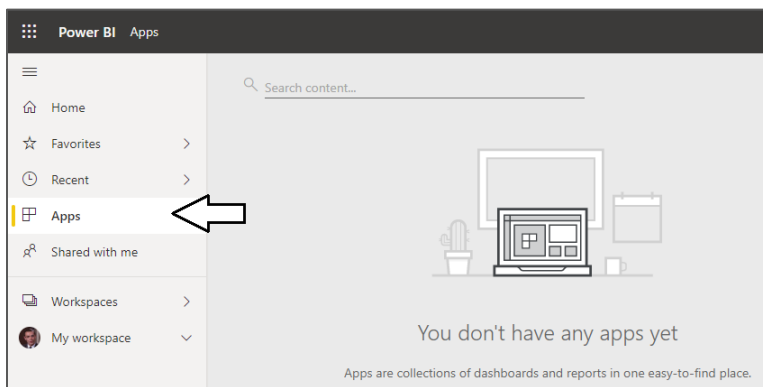 Power BI Apps
Search content...
Home
Favorites
Recent
Apps
Shared with me
Workspaces
My workspace
You don't have any apps yet
Apps are collections of dashboards and reports in one easy-to-find place.